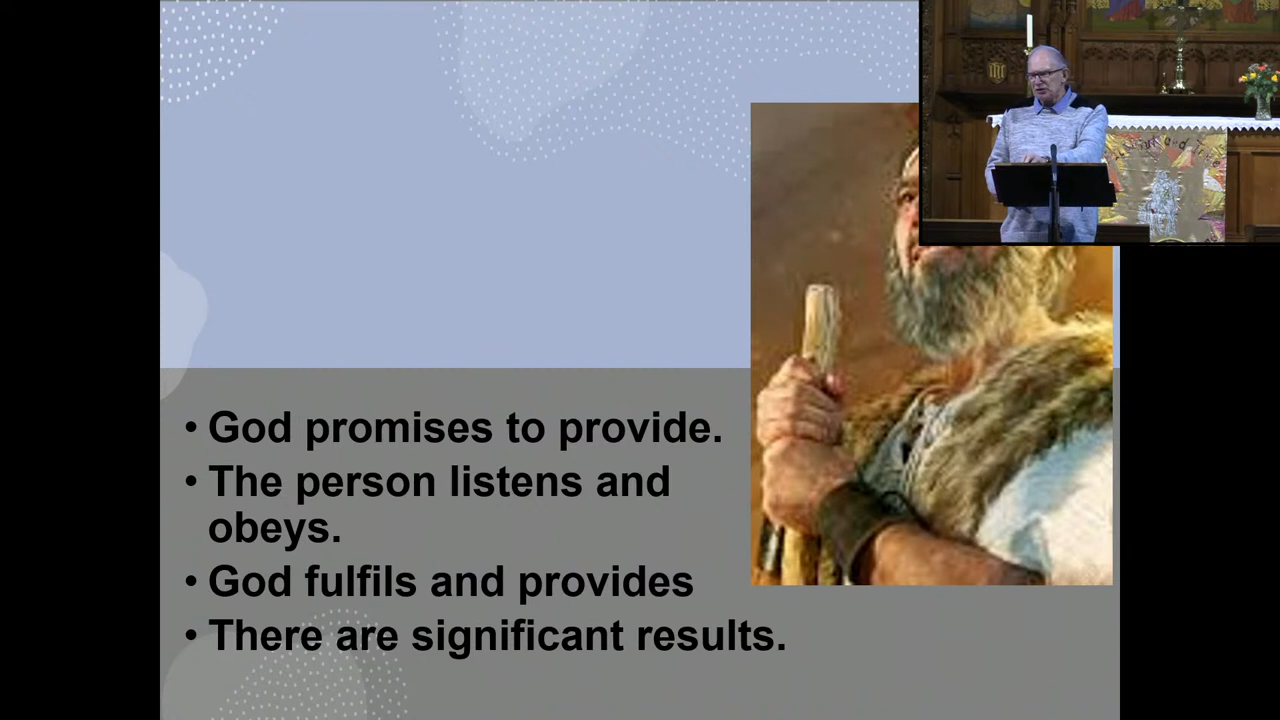 • God promises to provide.
• The person listens and
obeys.
• God fulfils and provides
• There are significant results.